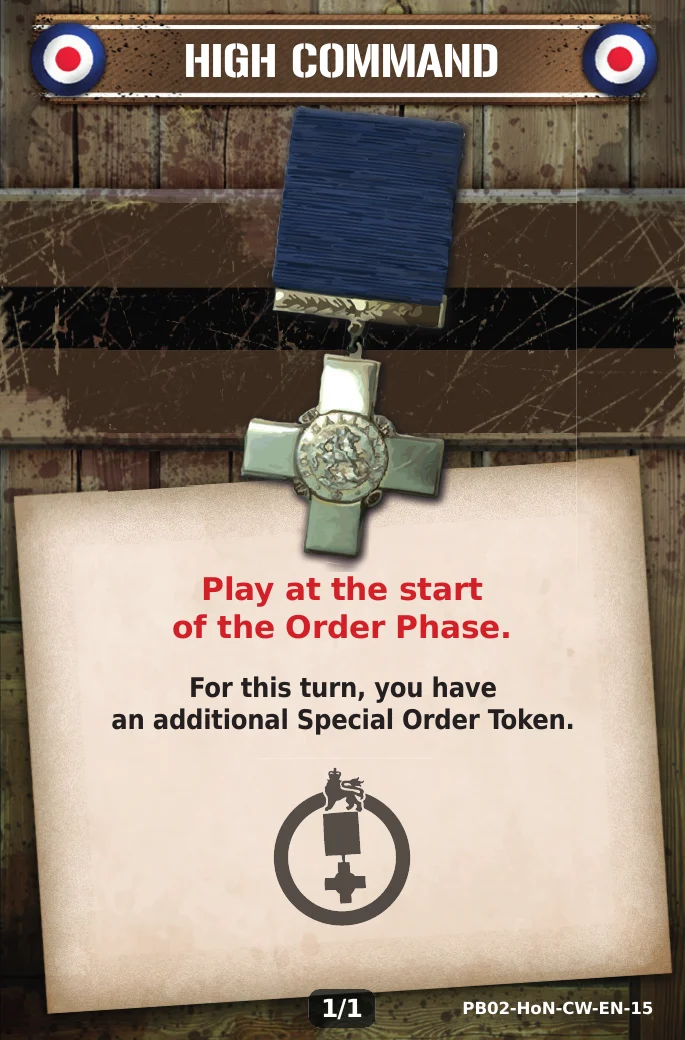 HIGH COMMAND
Play at the start
of the Order Phase.
For this turn, you have
an additional Special Order Token.
1/1
PB02-HoN-CW-EN-15